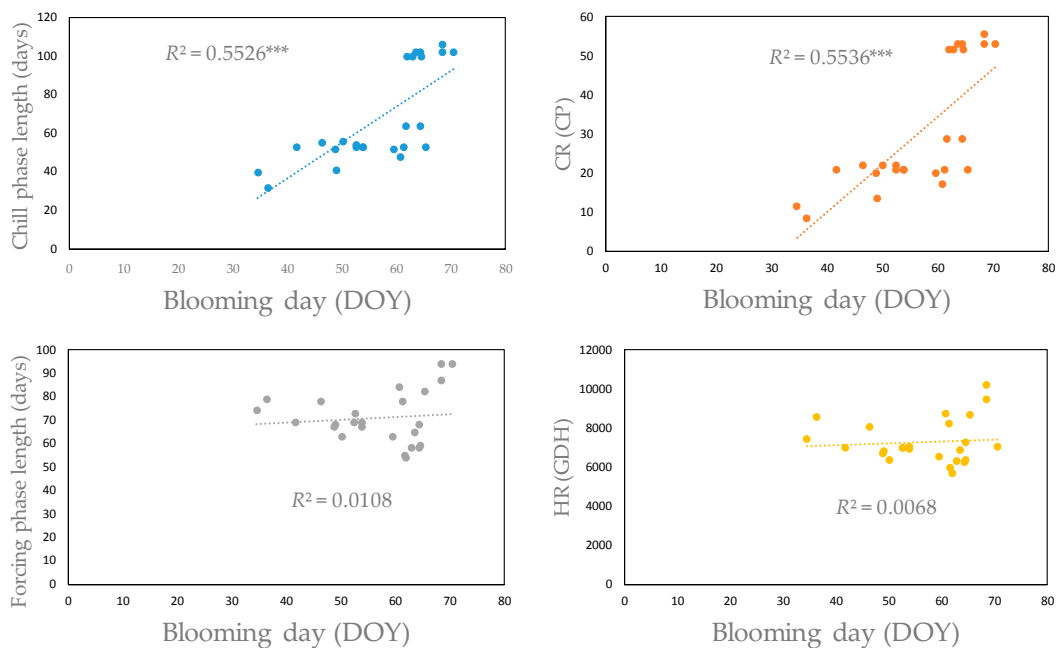 Chill phase length (days)
120
100
80
60
40
20
0
R² = 0.5526***
0 10 20 30 40 50 60 70 80
Blooming day (DOY)
CR (CP)
60
50
40
30
20
10
0
R² = 0.5536***
0 10 20 30 40 50 60 70 80
Blooming day (DOY)
Forcing phase length (days)
100
90
80
70
60
50
40
30
20
10
0
R² = 0.0108
0 10 20 30 40 50 60 70 80
Blooming day (DOY)
HR (GDH)
12000
10000
8000
6000
4000
2000
0
R² = 0.0068
0 10 20 30 40 50 60 70 80
Blooming day (DOY)